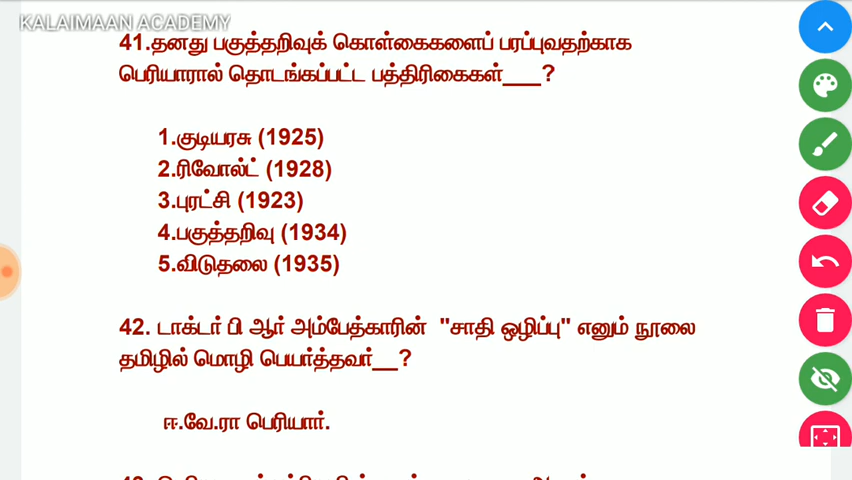 KALAIMAAN ACADEMY
41.தனது பகுத்தறிவுக் கொள்கைகளைப் பரப்புவதற்காக
பெரியாரால் தொடங்கப்பட்ட பத்திரிகைகள்___?
1.குடியரசு (1925)
2.ரிவோல்ட் (1928)
3.புரட்சி (1923)
4.பகுத்தறிவு (1934)
5.விடுதலை (1935)
42. டாக்டர் பி ஆர் அம்பேத்காரின் "சாதி ஒழிப்பு" எனும் நூலை
தமிழில் மொழி பெயர்த்தவர்__?
ஈ.வே.ரா பெரியார்.